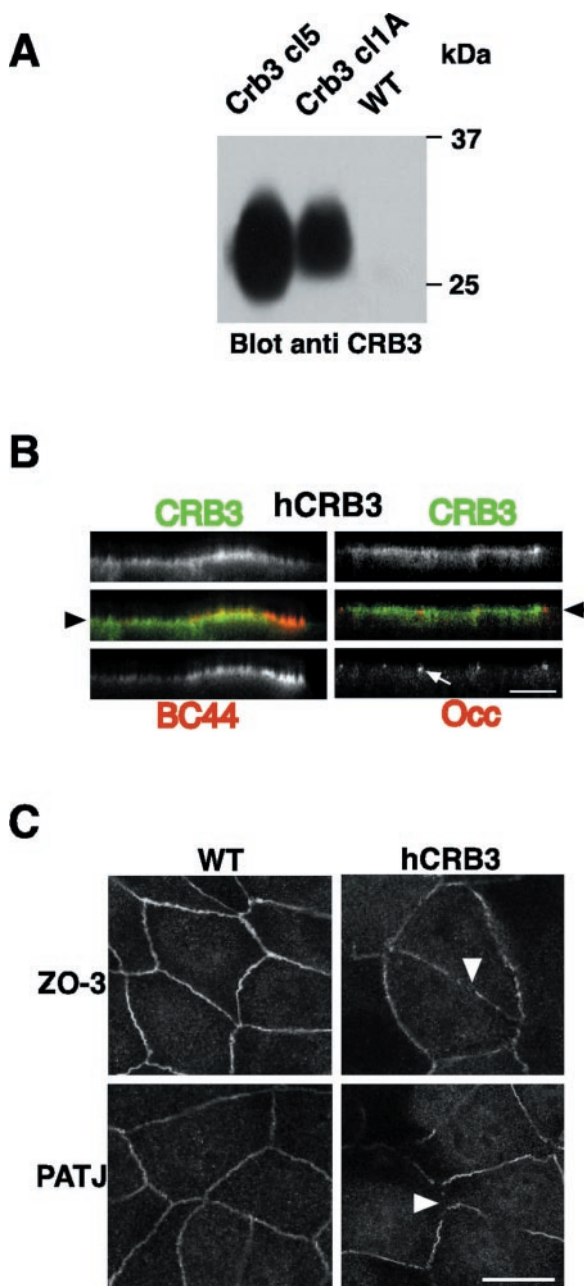 A
Crb3 cl5
Crb3 cl1A
WT
kDa
37
25
Blot anti CRB3
B
CRB3 hCRB3 CRB3
BC44 Occ
C
WT hCRB3
ZO-3
PATJ